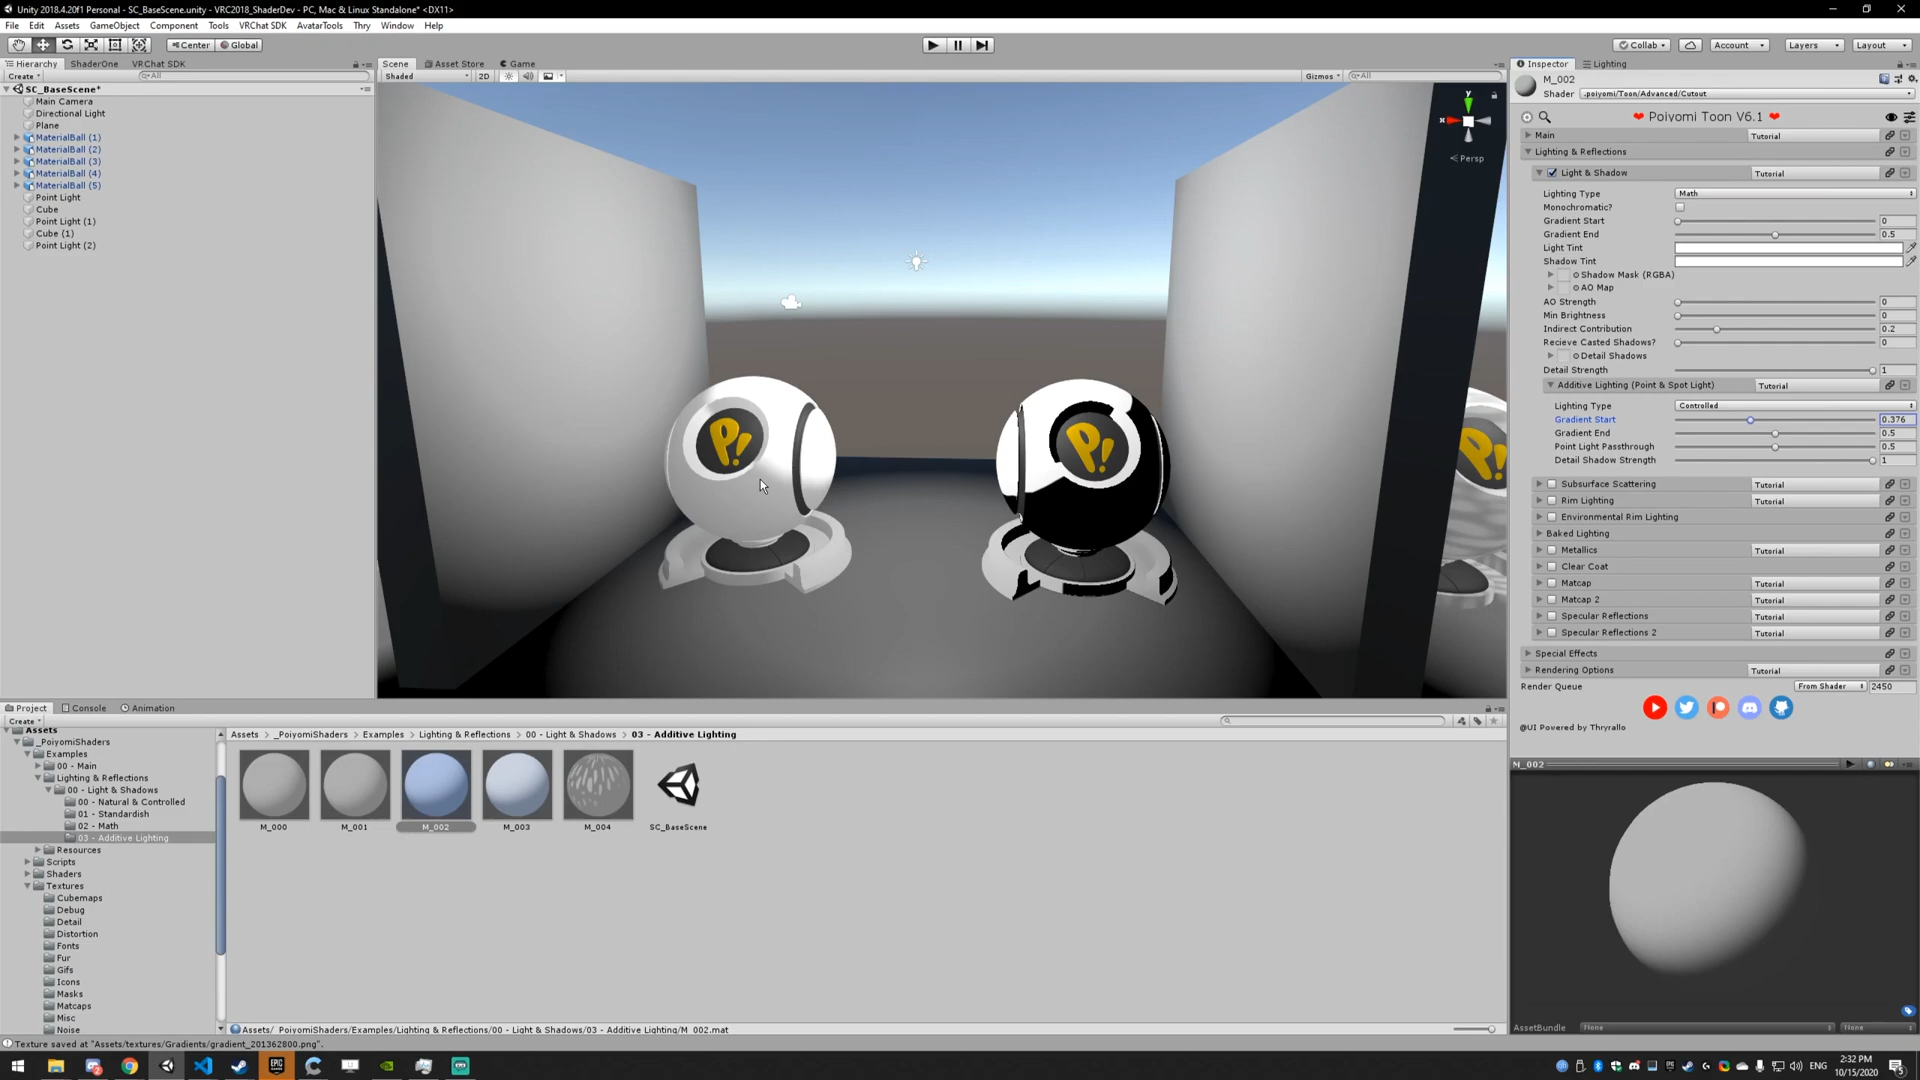 Unity 2018.4.20f1 Personal - SC_BaseScene.unity - VRC2018_ShaderDev - PC, Mac & Linux Standalone* <DX11>
File Edit Assets GameObject Component Tools VRChat SDK AvatarTools Thry Window Help
Center Global Collab Account Layers Layout
Hierarchy ShaderOne VRChat SDK
Create All
SC_BaseScene*
Main Camera
Directional Light
Plane
MaterialBall (1)
MaterialBall (2)
MaterialBall (3)
MaterialBall (4)
MaterialBall (5)
Point Light
Cube
Point Light (1)
Cube (1)
Point Light (2)
Scene Asset Store Game
Shaded 2D Gizmos All
y
x
Persp
P!
P!
P!
Inspector Lighting
M_002
Shader .poiyomi/Toon/Advanced/Cutout
Poiyomi Toon V6.1
Main Tutorial
Lighting & Reflections
Light & Shadow Tutorial
Lighting Type Math
Monochromatic?
Gradient Start 0
Gradient End 0.5
Light Tint
Shadow Tint
Shadow Mask (RGBA)
AO Map
AO Strength 0
Min Brightness 0
Indirect Contribution 0.2
Recieve Casted Shadows? 0
Detail Shadows
Detail Strength 1
Additive Lighting (Point & Spot Light) Tutorial
Lighting Type Controlled
Gradient Start 0.376
Gradient End 0.5
Point Light Passthrough 0.5
Detail Shadow Strength 1
Subsurface Scattering Tutorial
Rim Lighting Tutorial
Environmental Rim Lighting
Baked Lighting
Metallics Tutorial
Clear Coat
Matcap Tutorial
Matcap 2 Tutorial
Specular Reflections Tutorial
Specular Reflections 2 Tutorial
Special Effects
Rendering Options Tutorial
Render Queue From Shader 2450
@UI Powered by Thryrallo
M_002
AssetBundle None None
Project Console Animation
Create
Assets
_PoiyomiShaders
Examples
00 - Main
Lighting & Reflections
00 - Light & Shadows
00 - Natural & Controlled
01 - Standardish
02 - Math
03 - Additive Lighting
Resources
Scripts
Shaders
Textures
Cubemaps
Debug
Detail
Distortion
Fonts
Fur
Gifs
Icons
Masks
Matcaps
Misc
Noise
Assets > _PoiyomiShaders > Examples > Lighting & Reflections > 00 - Light & Shadows > 03 - Additive Lighting
M_000 M_001 M_002 M_003 M_004 SC_BaseScene
Assets/_PoiyomiShaders/Examples/Lighting & Reflections/00 - Light & Shadows/03 - Additive Lighting/M_002.mat
Texture saved at "Assets/textures/Gradients/gradient_201362800.png".
ENG
2:32 PM
10/15/2020